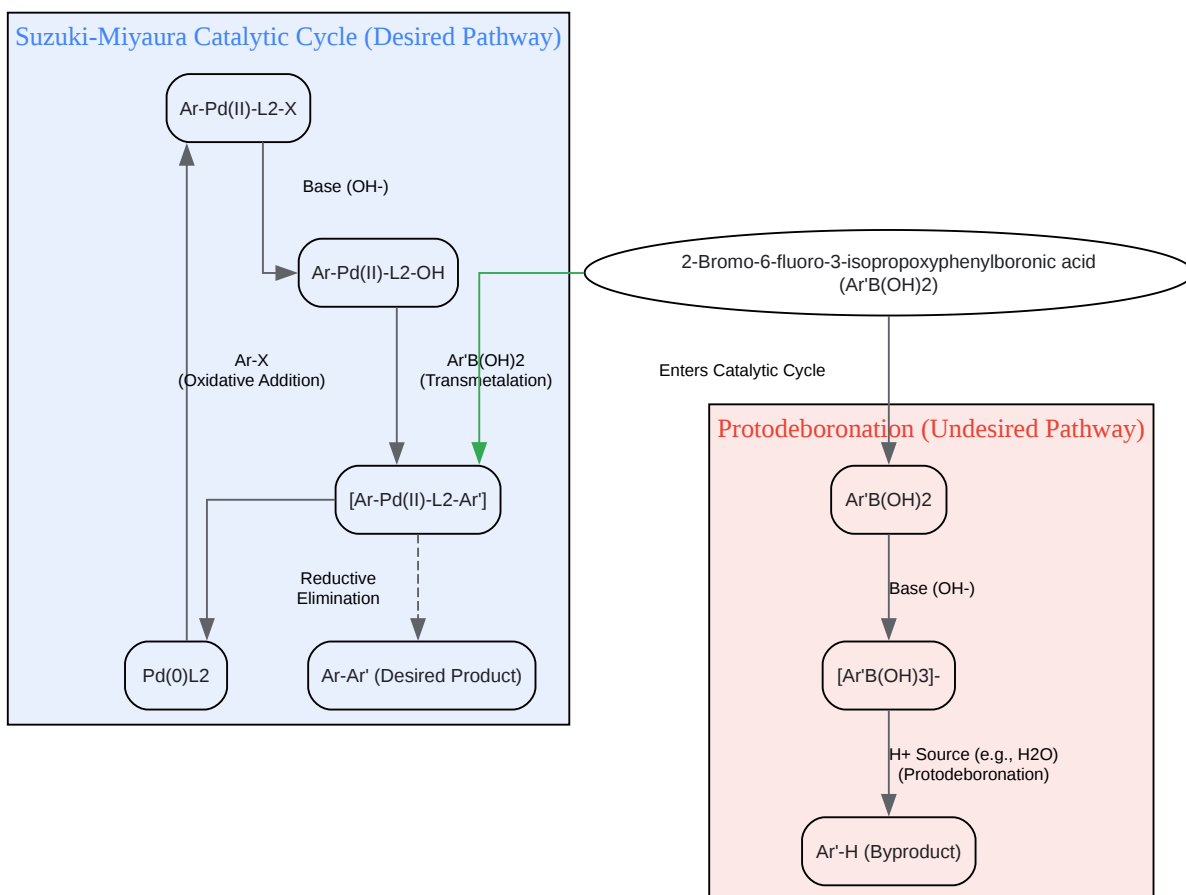 Suzuki-Miyaura Catalytic Cycle (Desired Pathway)
Ar-Pd(II)-L2-X
Base (OH-)
Ar-Pd(II)-L2-OH
Ar-X
(Oxidative Addition)
Ar'B(OH)2
(Transmetalation)
[Ar-Pd(II)-L2-Ar']
Reductive
Elimination
Pd(0)L2
Ar-Ar' (Desired Product)
2-Bromo-6-fluoro-3-isopropoxyphenylboronic acid
(Ar'B(OH)2)
Enters Catalytic Cycle
Protodeboronation (Undesired Pathway)
Ar'B(OH)2
Base (OH-)
[Ar'B(OH)3]-
H+ Source (e.g., H2O)
(Protodeboronation)
Ar'-H (Byproduct)